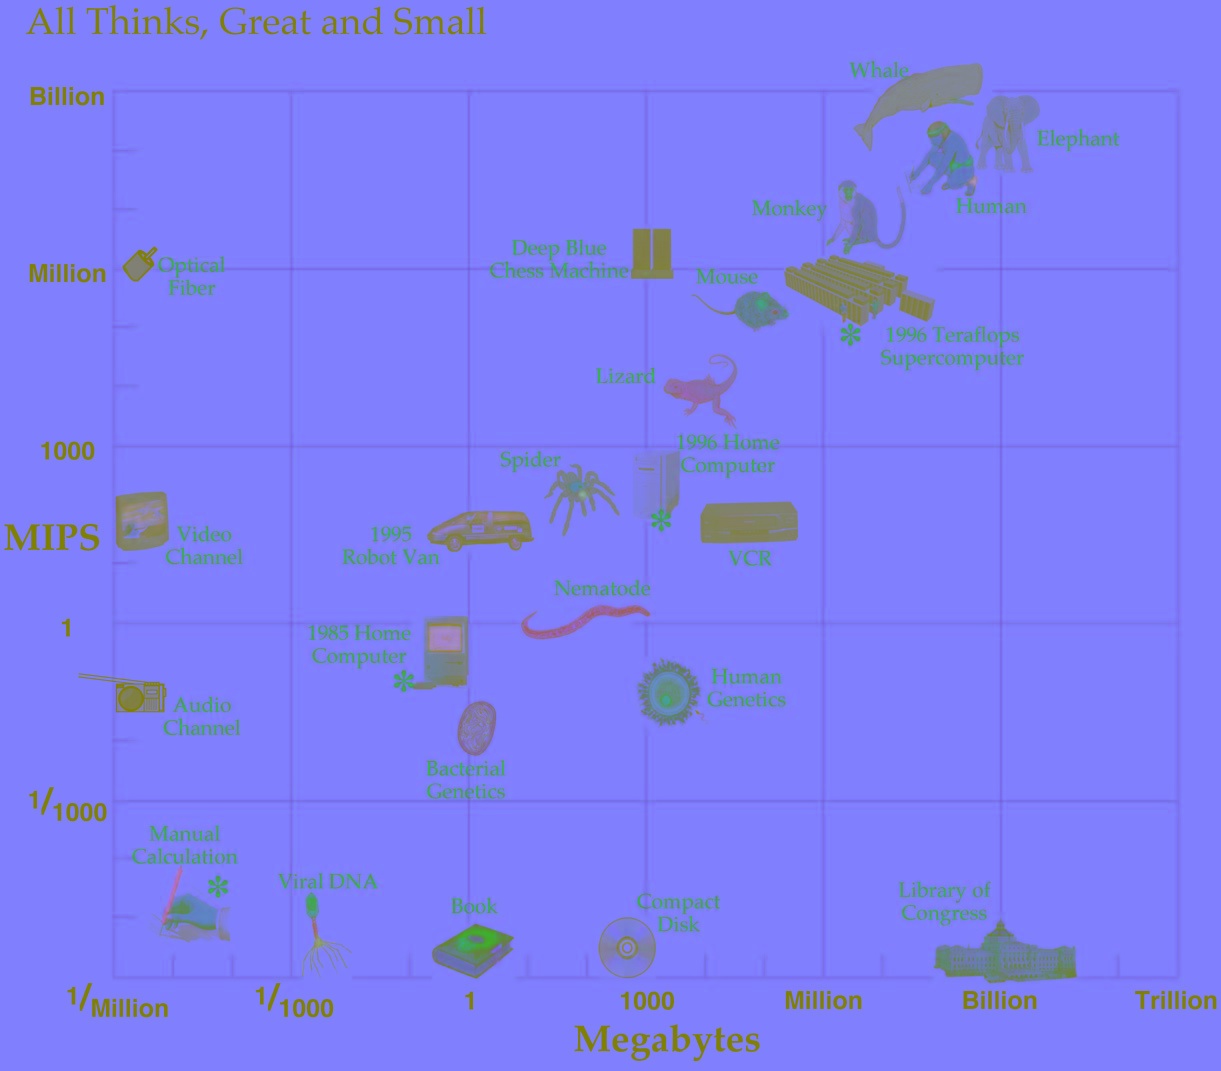 All Thinks, Great and Small
Whale
Billion
Elephant
Human
Monkey
Deep Blue
Chess Machine
Optical
Fiber
Million
Mouse
1996 Teraflops
Supercomputer
Lizard
1000
1996 Home
Computer
Spider
MIPS
Video
Channel
1995
Robot Van
VCR
Nematode
1
1985 Home
Computer
Human
Genetics
Audio
Channel
Bacterial
Genetics
1/1000
Manual
Calculation
Viral DNA
Book
Compact
Disk
Library of
Congress
1/Million 1/1000 1 1000 Million Billion Trillion
Megabytes